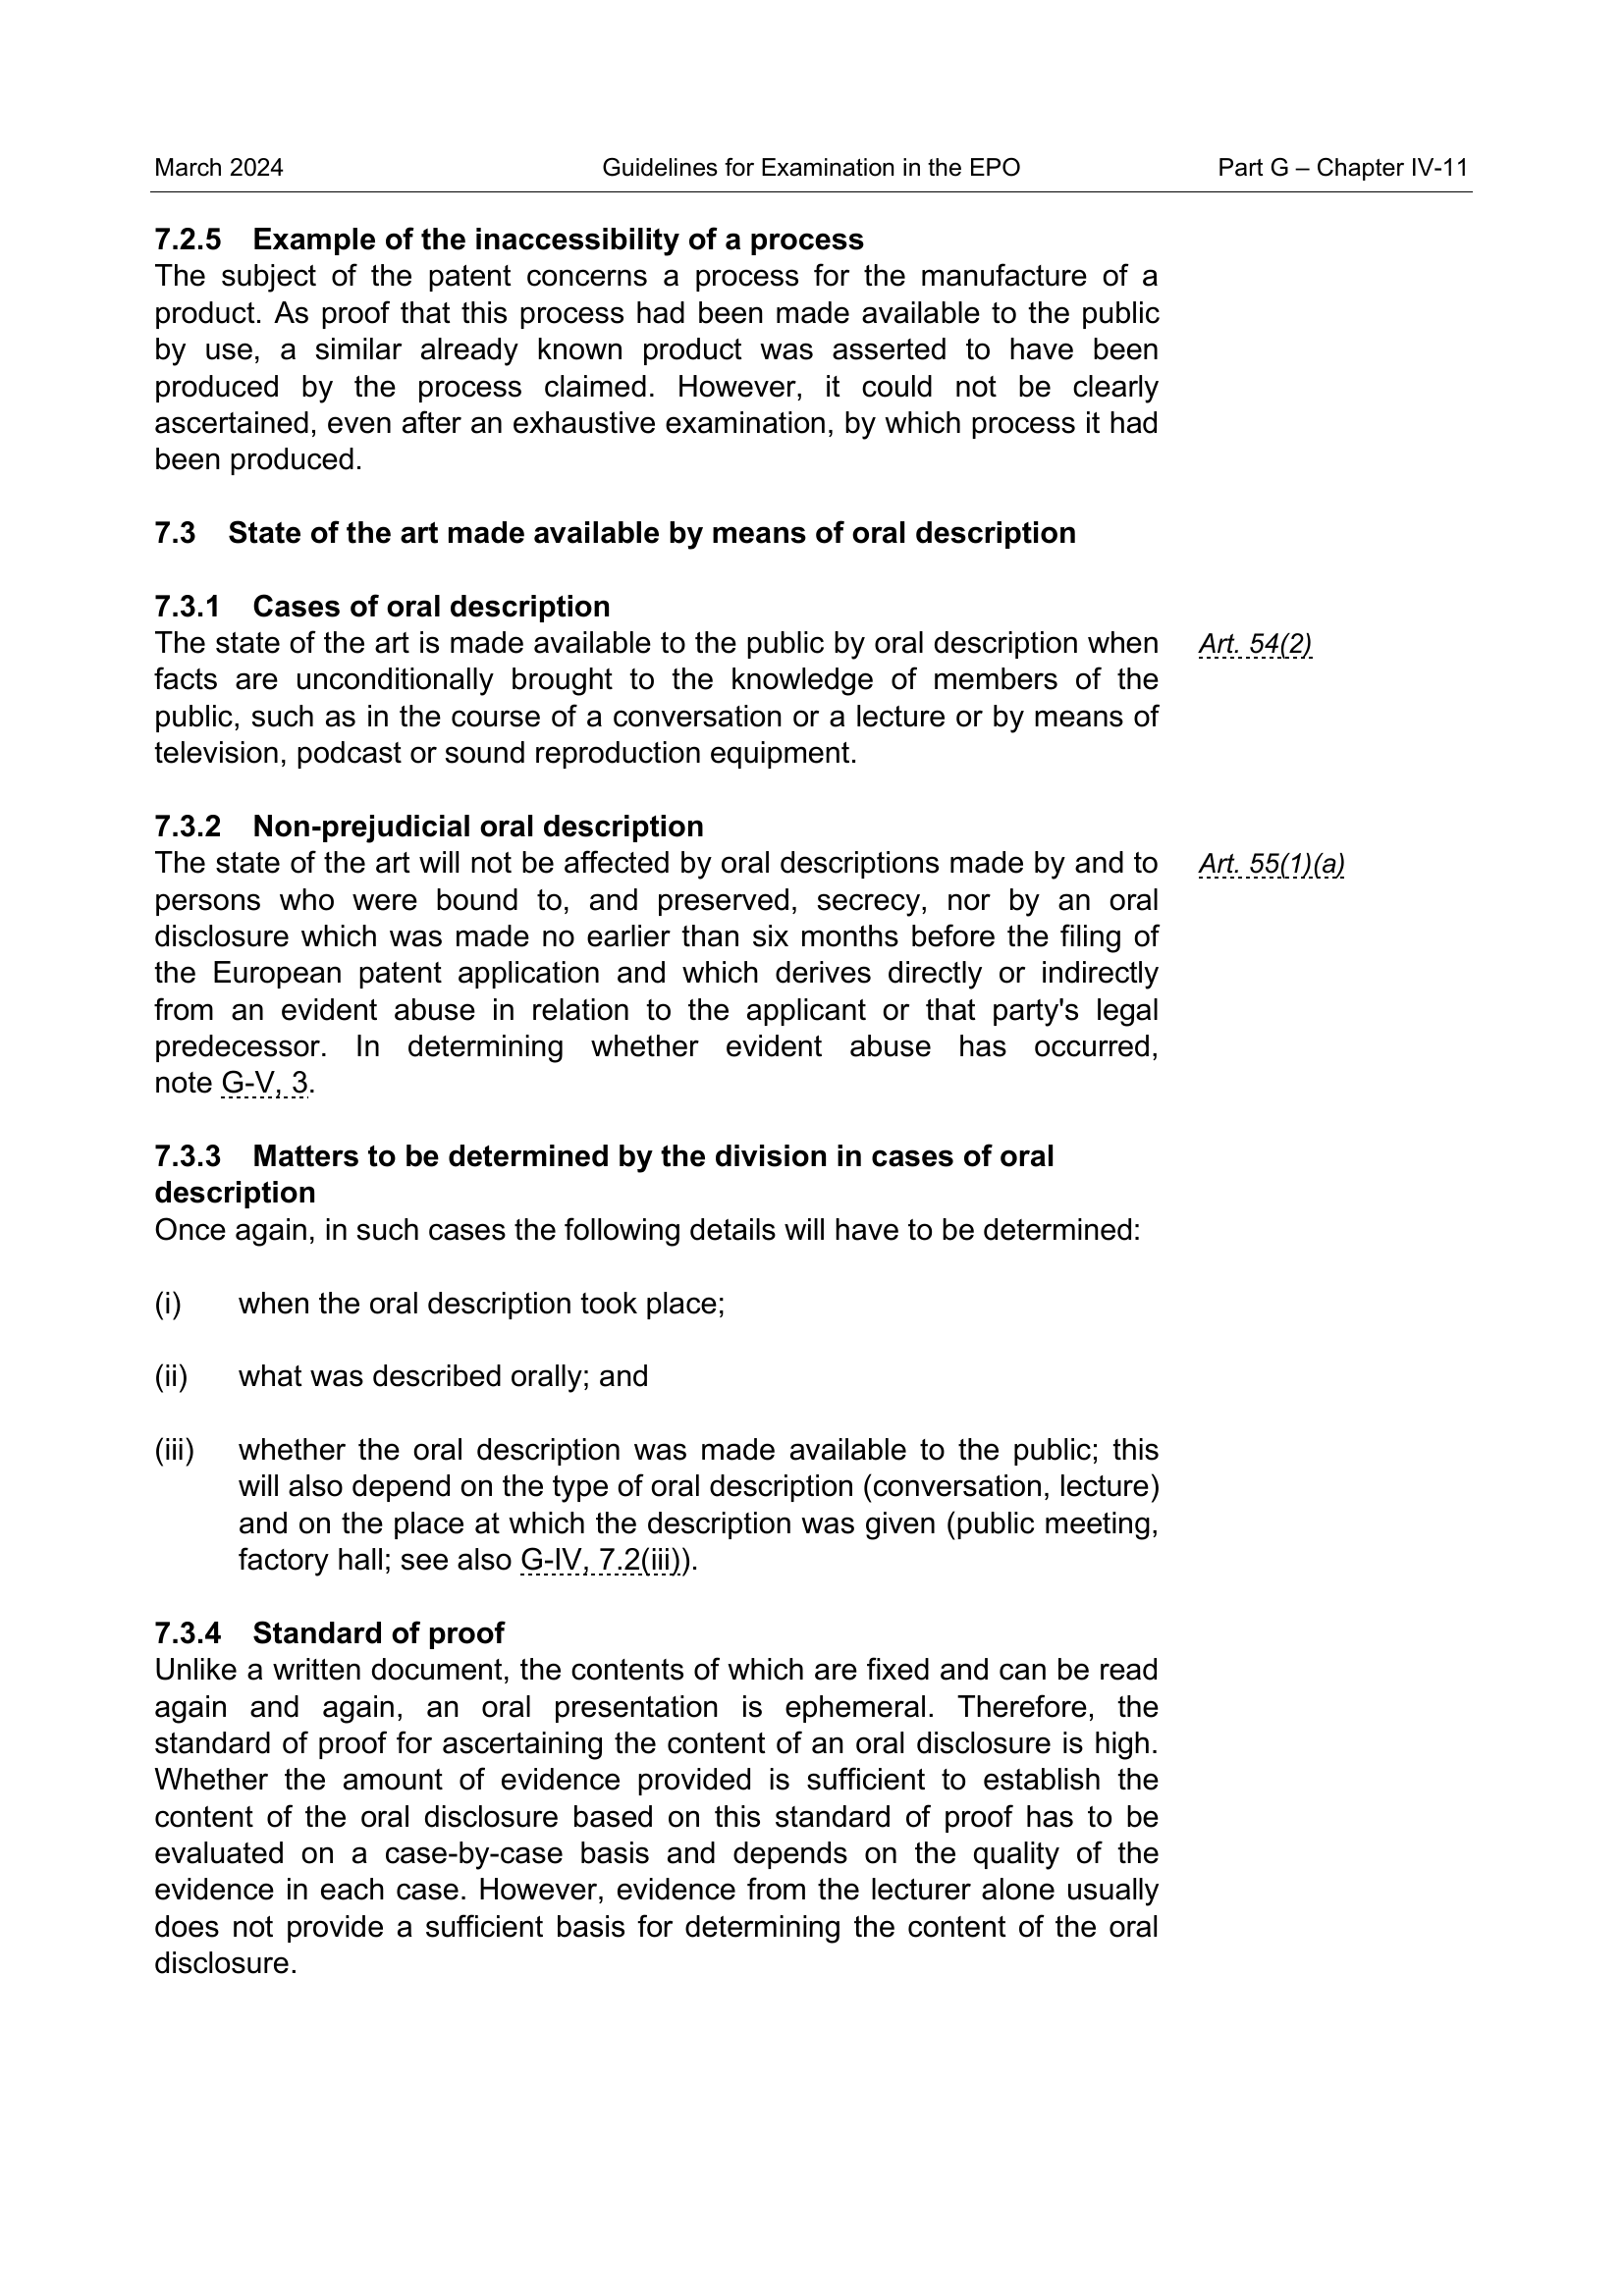 March 2024 Guidelines for Examination in the EPO Part G – Chapter IV-11
7.2.5 Example of the inaccessibility of a process
The subject of the patent concerns a process for the manufacture of a
product. As proof that this process had been made available to the public
by use, a similar already known product was asserted to have been
produced by the process claimed. However, it could not be clearly
ascertained, even after an exhaustive examination, by which process it had
been produced.
7.3 State of the art made available by means of oral description
7.3.1 Cases of oral description
The state of the art is made available to the public by oral description when Art. 54(2)
facts are unconditionally brought to the knowledge of members of the
public, such as in the course of a conversation or a lecture or by means of
television, podcast or sound reproduction equipment.
7.3.2 Non-prejudicial oral description
The state of the art will not be affected by oral descriptions made by and to Art. 55(1)(a)
persons who were bound to, and preserved, secrecy, nor by an oral
disclosure which was made no earlier than six months before the filing of
the European patent application and which derives directly or indirectly
from an evident abuse in relation to the applicant or that party's legal
predecessor. In determining whether evident abuse has occurred,
note G-V, 3.
7.3.3 Matters to be determined by the division in cases of oral
description
Once again, in such cases the following details will have to be determined:
(i) when the oral description took place;
(ii) what was described orally; and
(iii) whether the oral description was made available to the public; this
will also depend on the type of oral description (conversation, lecture)
and on the place at which the description was given (public meeting,
factory hall; see also G-IV, 7.2(iii)).
7.3.4 Standard of proof
Unlike a written document, the contents of which are fixed and can be read
again and again, an oral presentation is ephemeral. Therefore, the
standard of proof for ascertaining the content of an oral disclosure is high.
Whether the amount of evidence provided is sufficient to establish the
content of the oral disclosure based on this standard of proof has to be
evaluated on a case-by-case basis and depends on the quality of the
evidence in each case. However, evidence from the lecturer alone usually
does not provide a sufficient basis for determining the content of the oral
disclosure.